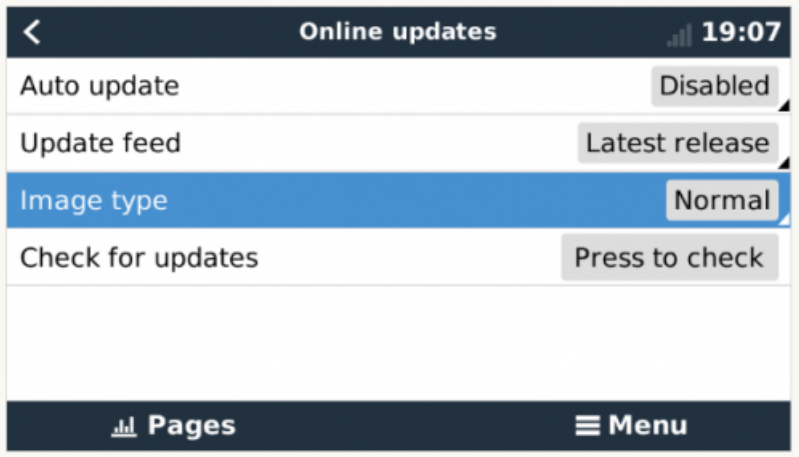 Online updates 19:07
Auto update Disabled
Update feed Latest release
Image type Normal
Check for updates Press to check
Pages Menu